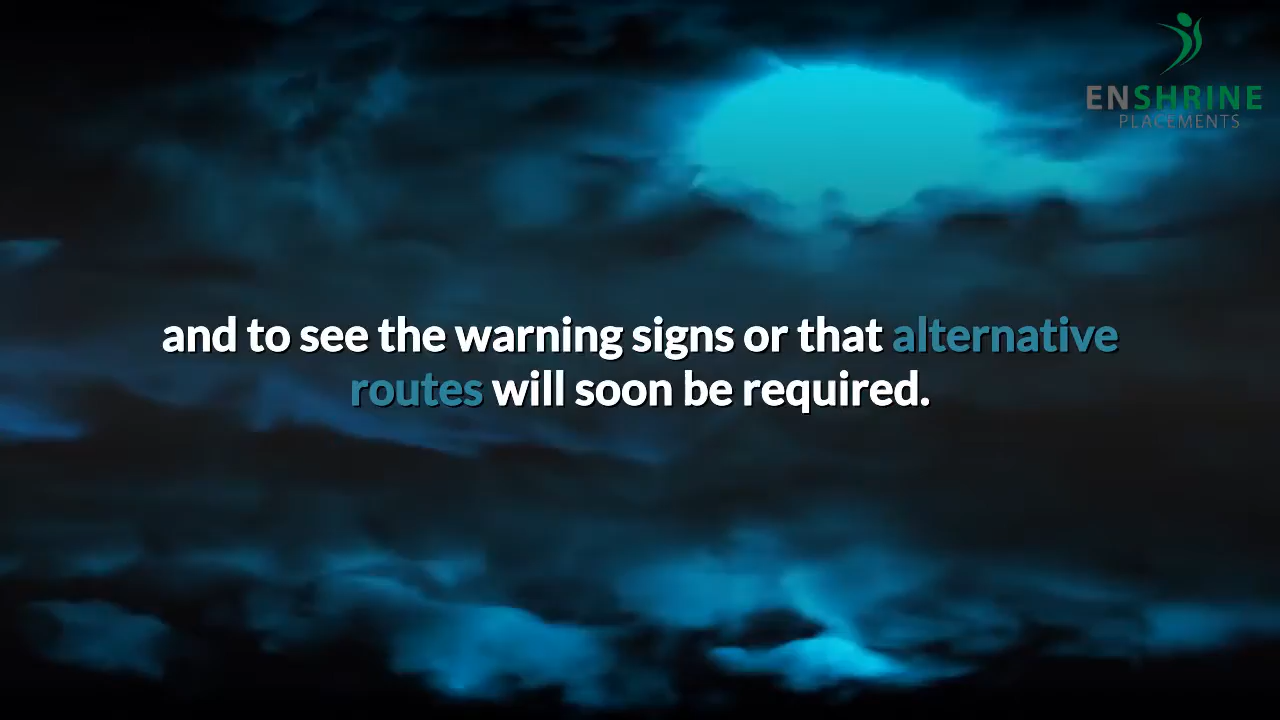 ENSHRINE
PLACEMENTS
and to see the warning signs or that alternative
routes will soon be required.